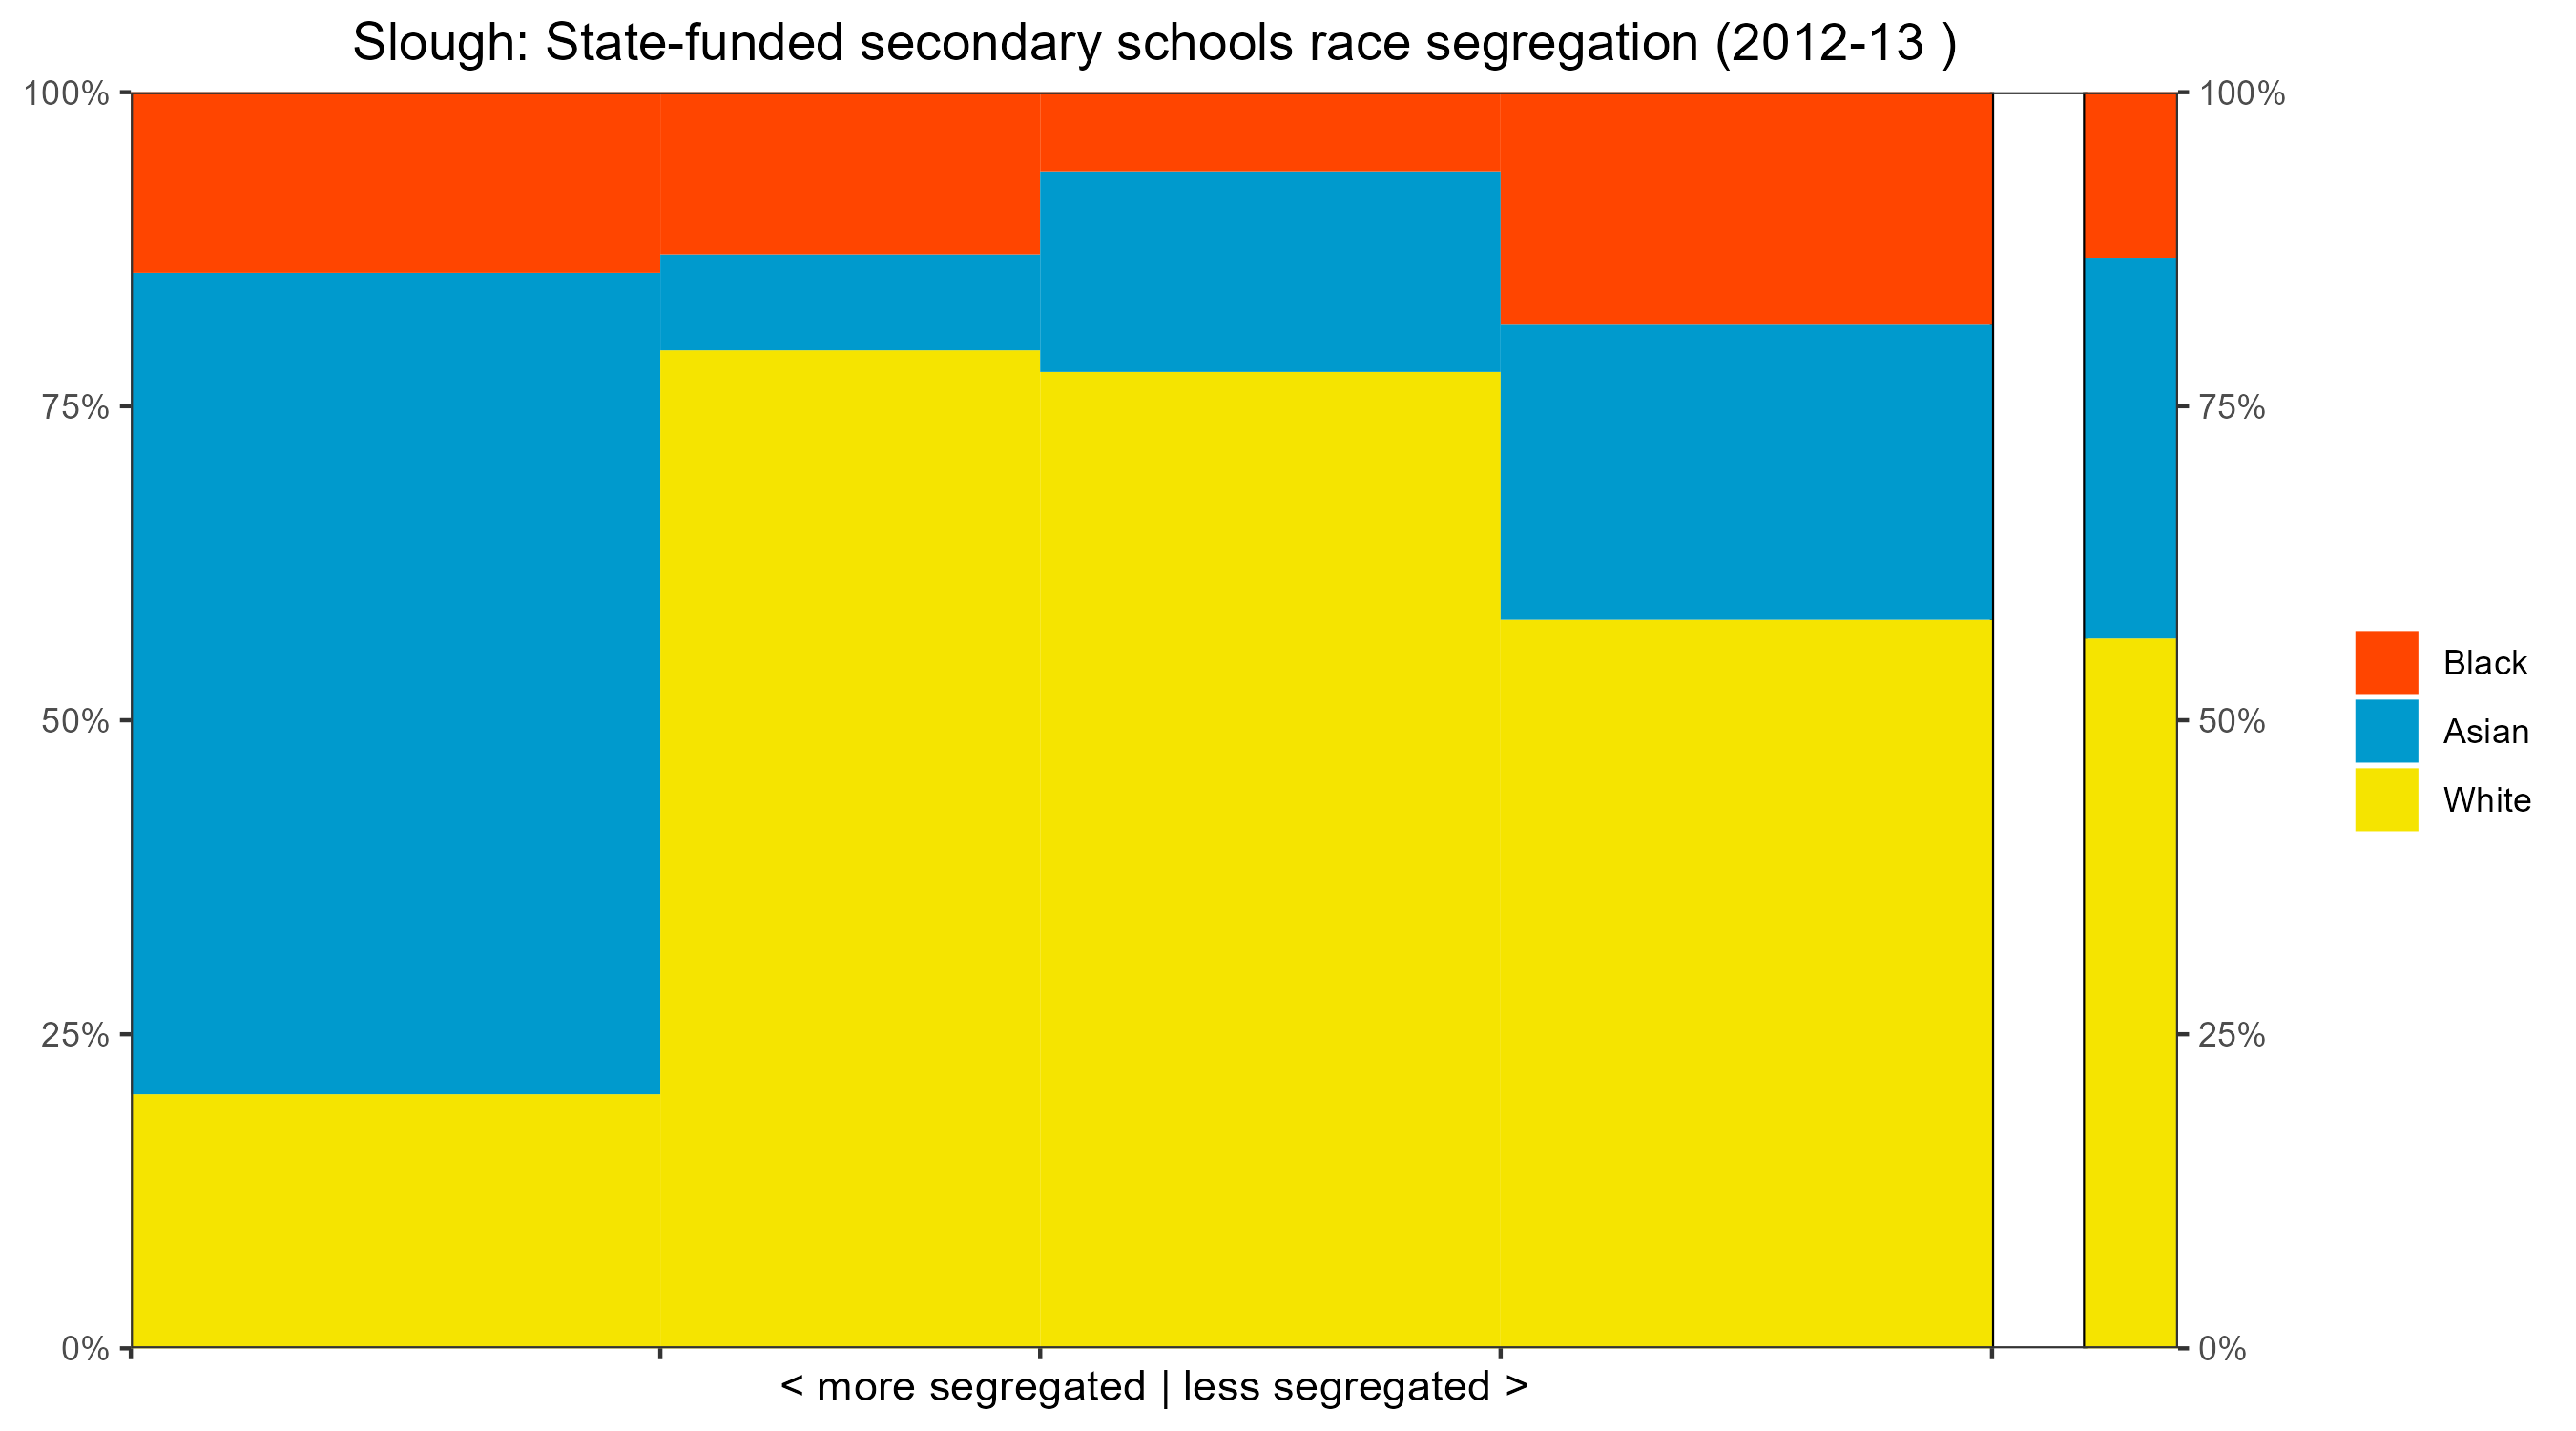 Slough: State-funded secondary schools race segregation (2012-13 )
100%
75%
50%
25%
0%
100%
75%
50%
25%
0%
< more segregated | less segregated >
Black
Asian
White